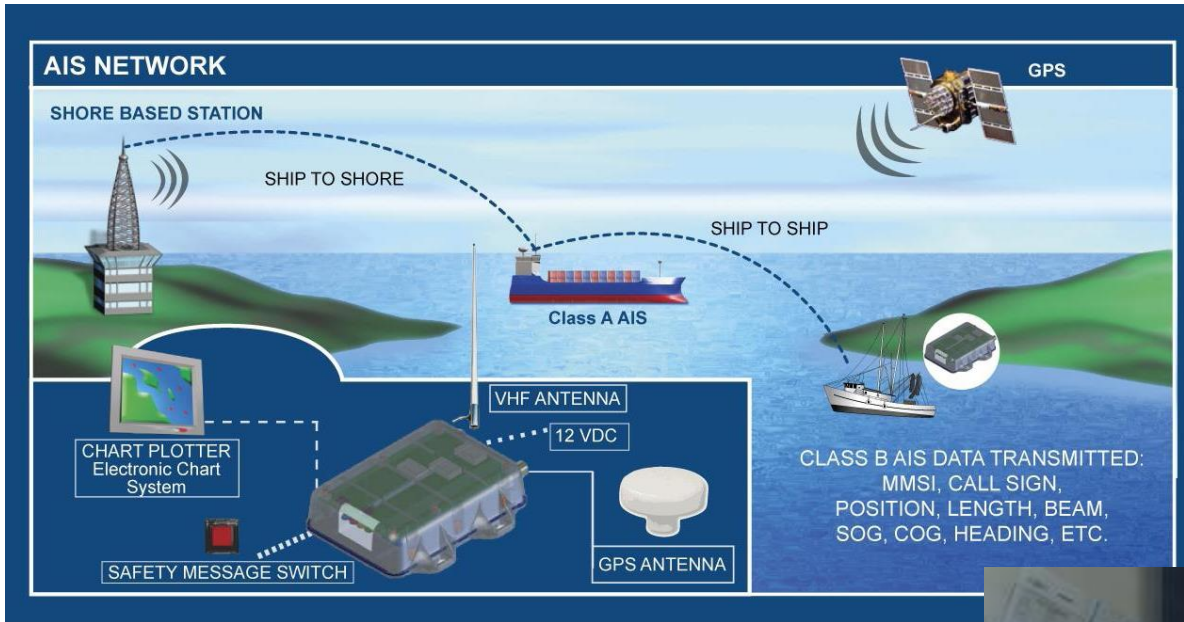 AIS NETWORK
GPS
SHORE BASED STATION
SHIP TO SHORE
SHIP TO SHIP
Class A AIS
VHF ANTENNA
12 VDC
CHART PLOTTER
Electronic Chart
System
SAFETY MESSAGE SWITCH
GPS ANTENNA
CLASS B AIS DATA TRANSMITTED:
MMSI, CALL SIGN,
POSITION, LENGTH, BEAM,
SOG, COG, HEADING, ETC.